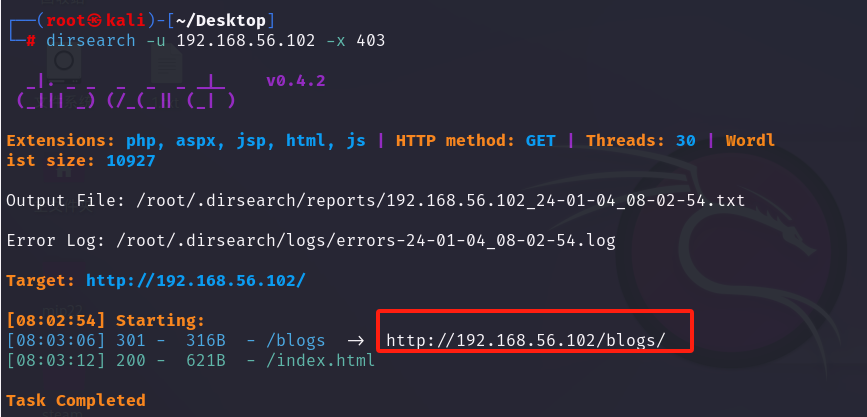 ┌──(root㉿kali)-[~/Desktop]
└─# dirsearch -u 192.168.56.102 -x 403
_|. _ _  _  _  _ _|_    v0.4.2
(_||| _) (/_(_|| (_| )
Extensions: php, aspx, jsp, html, js | HTTP method: GET | Threads: 30 | Wordl
ist size: 10927
Output File: /root/.dirsearch/reports/192.168.56.102_24-01-04_08-02-54.txt
Error Log: /root/.dirsearch/logs/errors-24-01-04_08-02-54.log
Target: http://192.168.56.102/
[08:02:54] Starting:
[08:03:06] 301 -  316B  - /blogs  ->  http://192.168.56.102/blogs/
[08:03:12] 200 -  621B  - /index.html
Task Completed